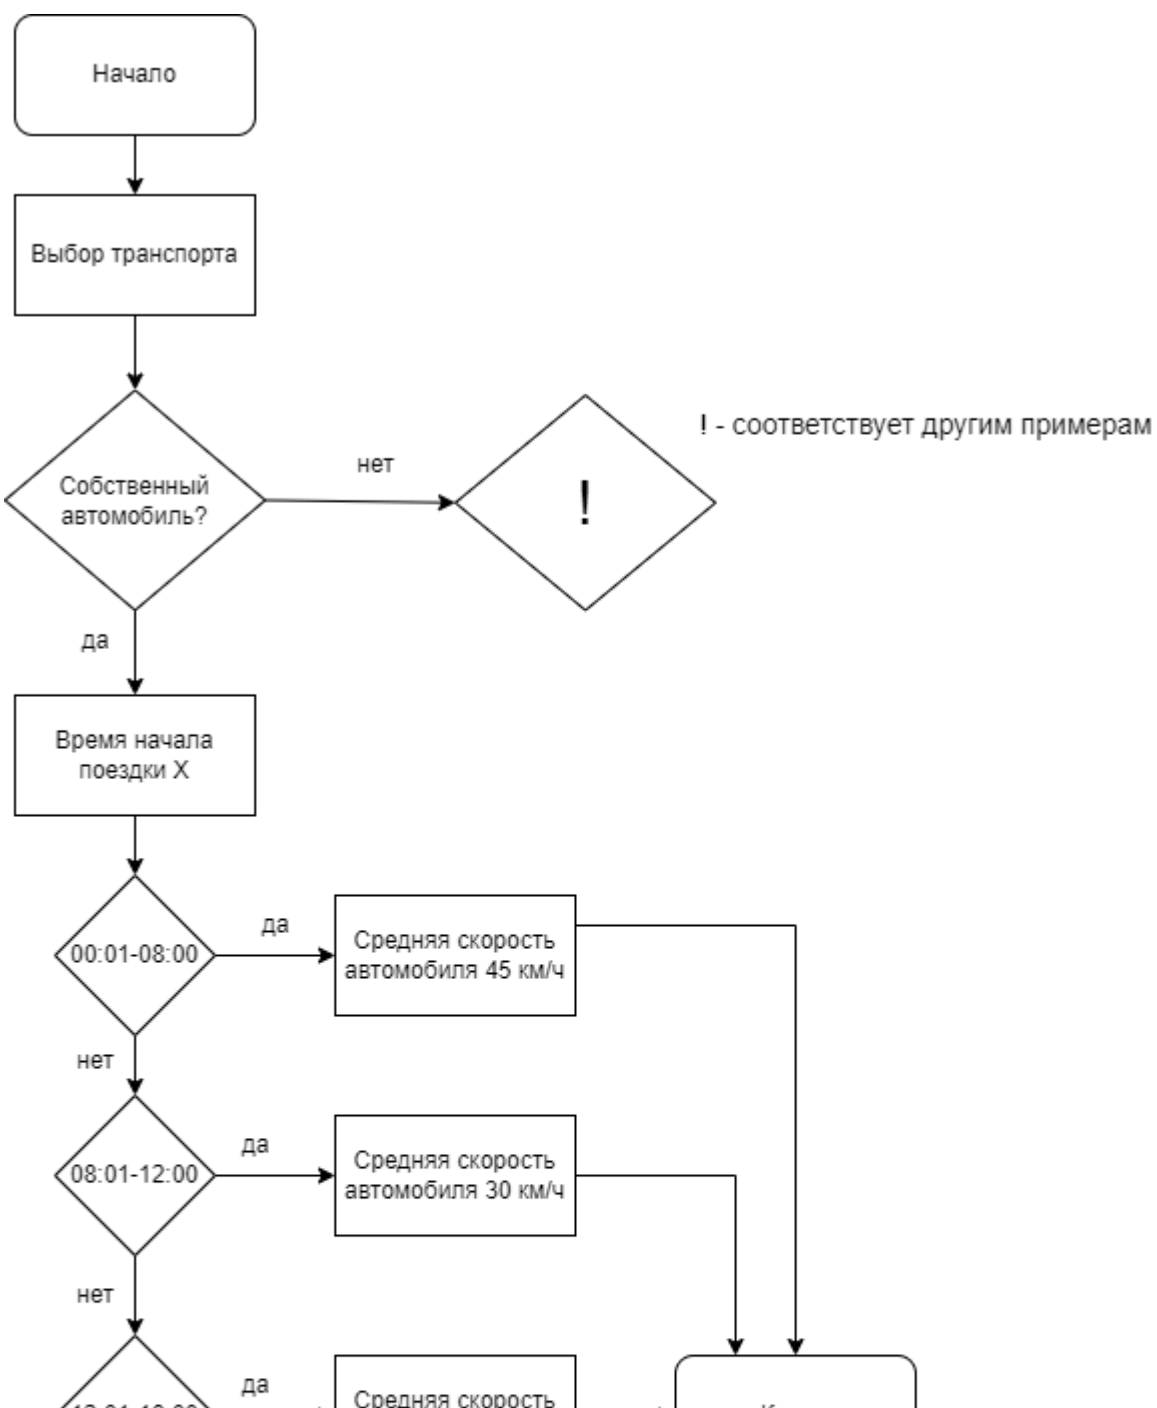 Начало
Выбор транспорта
! - соответствует другим примерам
нет
Собственный
автомобиль?
!
да
Время начала
поездки X
да
00:01-08:00
Средняя скорость
автомобиля 45 км/ч
нет
да
08:01-12:00
Средняя скорость
автомобиля 30 км/ч
нет
да
Средняя скорость